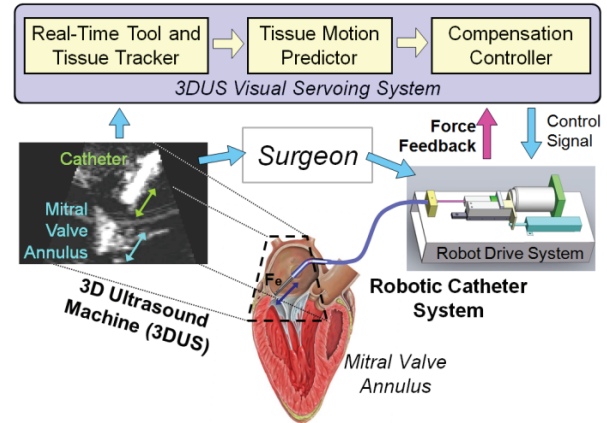 Real-Time Tool and
Tissue Tracker
Tissue Motion
Predictor
Compensation
Controller
3DUS Visual Servoing System
Catheter
Mitral
Valve
Annulus
Surgeon
Force
Feedback
Control
Signal
Robot Drive System
3D Ultrasound
Machine (3DUS)
Fe
Robotic Catheter
System
Mitral Valve
Annulus